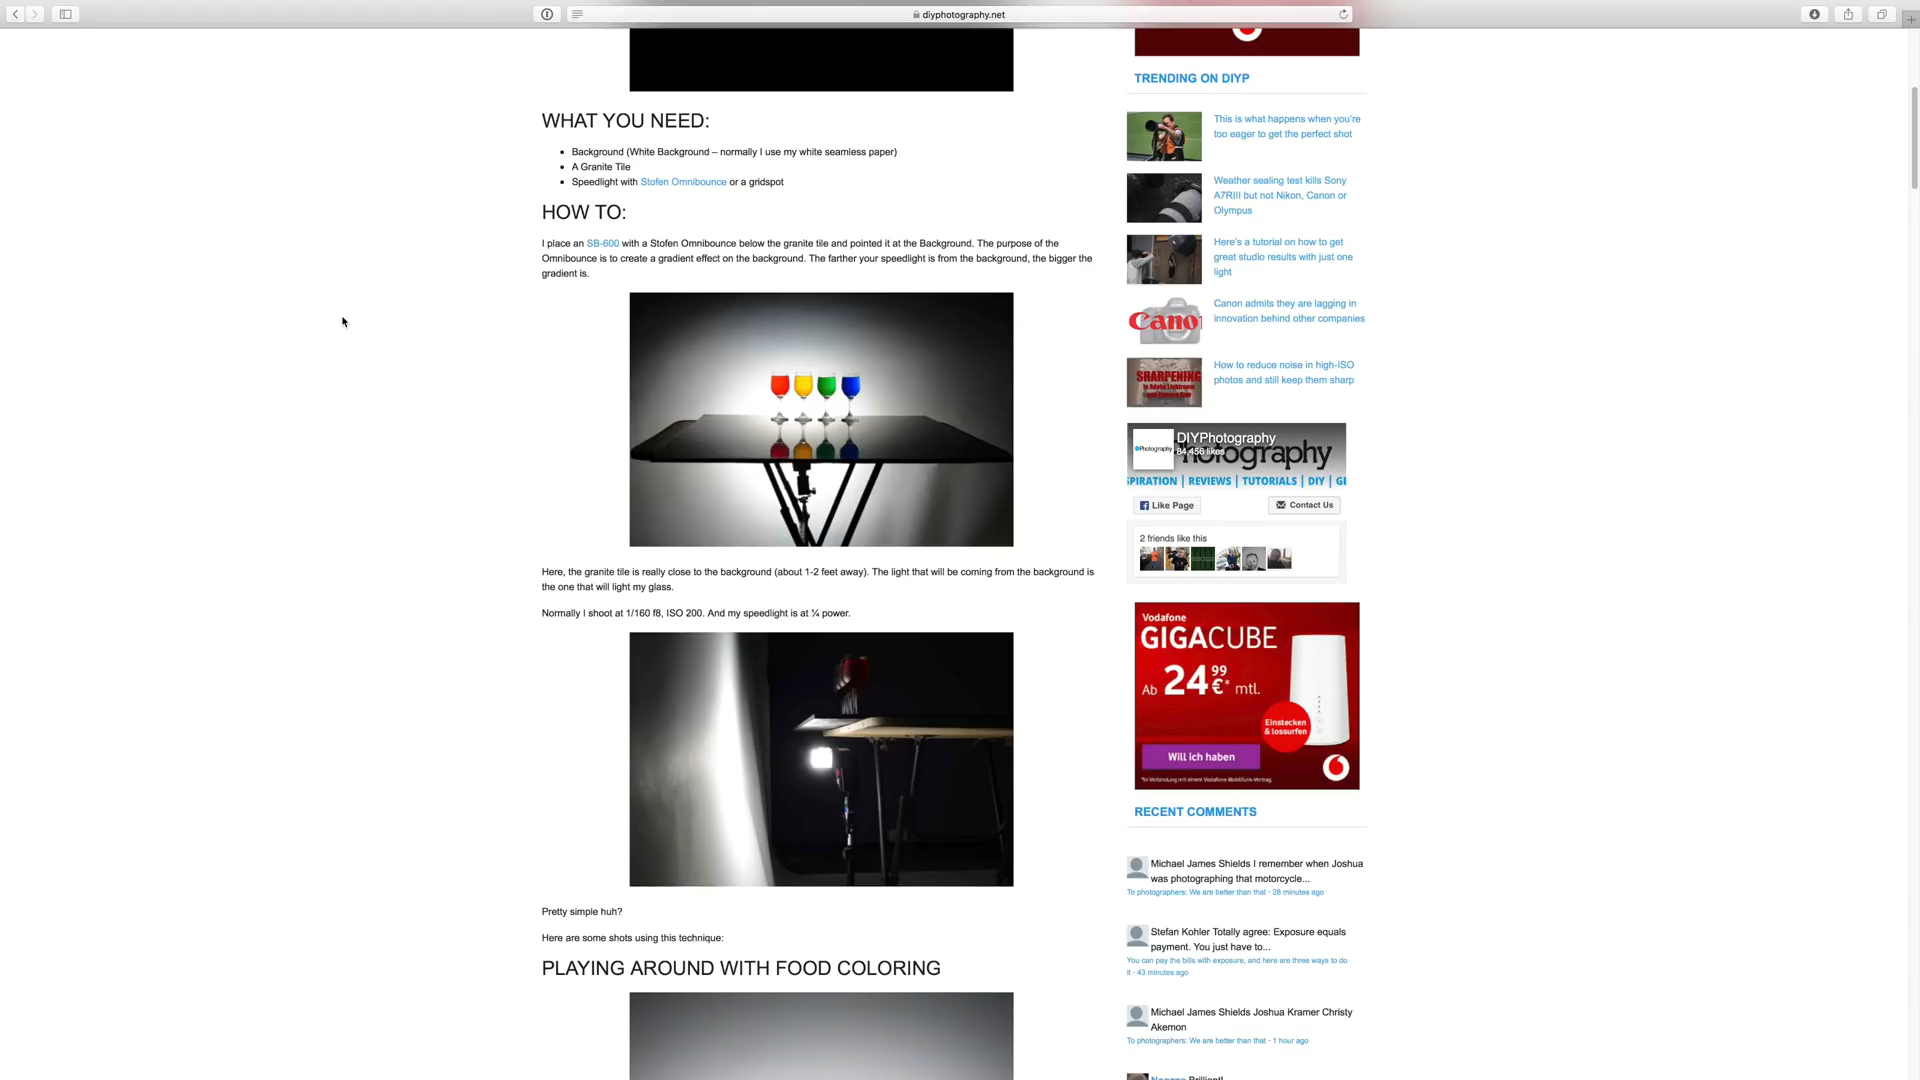 diyphotography.net
WHAT YOU NEED:
Background (White Background – normally I use my white seamless paper)
A Granite Tile
Speedlight with Stofen Omnibounce or a gridspot
HOW TO:
I place an SB-600 with a Stofen Omnibounce below the granite tile and pointed it at the Background. The purpose of the
Omnibounce is to create a gradient effect on the background. The farther your speedlight is from the background, the bigger the
gradient is.
Here, the granite tile is really close to the background (about 1-2 feet away). The light that will be coming from the background is
the one that will light my glass.
Normally I shoot at 1/160 f8, ISO 200. And my speedlight is at ¼ power.
Pretty simple huh?
Here are some shots using this technique:
PLAYING AROUND WITH FOOD COLORING
TRENDING ON DIYP
This is what happens when you’re
too eager to get the perfect shot
Weather sealing test kills Sony
A7RIII but not Nikon, Canon or
Olympus
Here’s a tutorial on how to get
great studio results with just one
light
Cano
Canon admits they are lagging in
innovation behind other companies
SHARPENING
How to reduce noise in high-ISO
photos and still keep them sharp
DIYPhotography
84,456 likes
Photography
SPIRATION | REVIEWS | TUTORIALS | DIY | GE
Like Page
Contact Us
2 friends like this
Vodafone
GIGACUBE
Ab 24 99 €* mtl.
Einstecken
& lossurfen
Will ich haben
*In Verbindung mit einem Vodafone Mobilfunk-Vertrag.
RECENT COMMENTS
Michael James Shields I remember when Joshua
was photographing that motorcycle...
To photographers: We are better than that · 28 minutes ago
Stefan Kohler Totally agree: Exposure equals
payment. You just have to...
You can pay the bills with exposure, and here are three ways to do
it · 43 minutes ago
Michael James Shields Joshua Kramer Christy
Akemon
To photographers: We are better than that · 1 hour ago